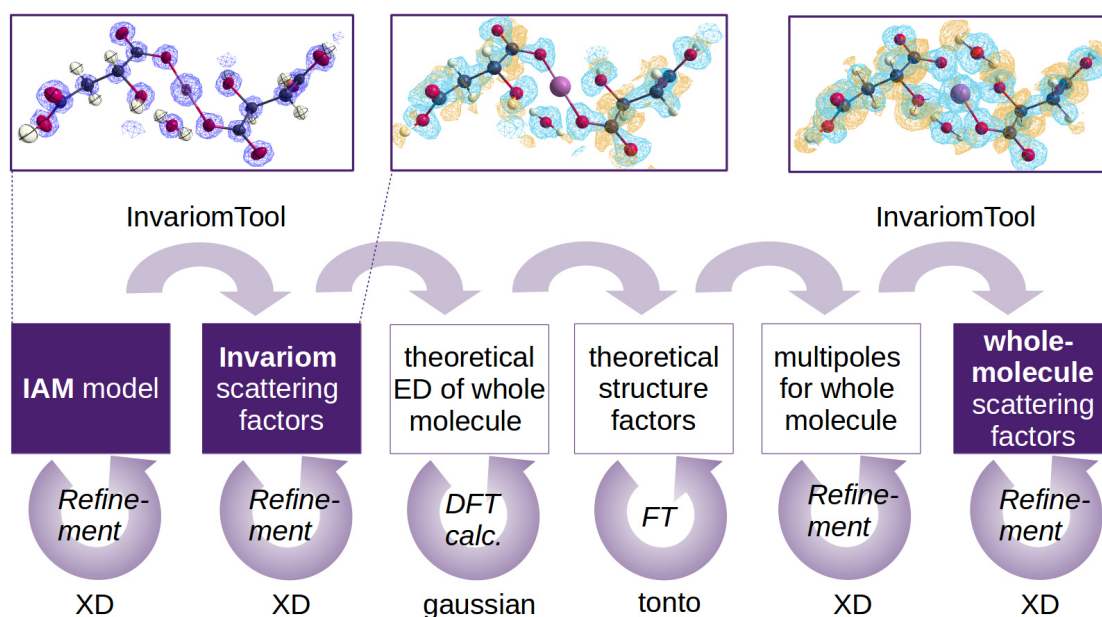 InvariomTool
InvariomTool
IAM model
Invariom
scattering
factors
theoretical
ED of whole
molecule
theoretical
structure
factors
multipoles
for whole
molecule
whole-
molecule
scattering
factors
Refine-
ment
Refine-
ment
DFT
calc.
FT
Refine-
ment
Refine-
ment
XD
XD
gaussian
tonto
XD
XD